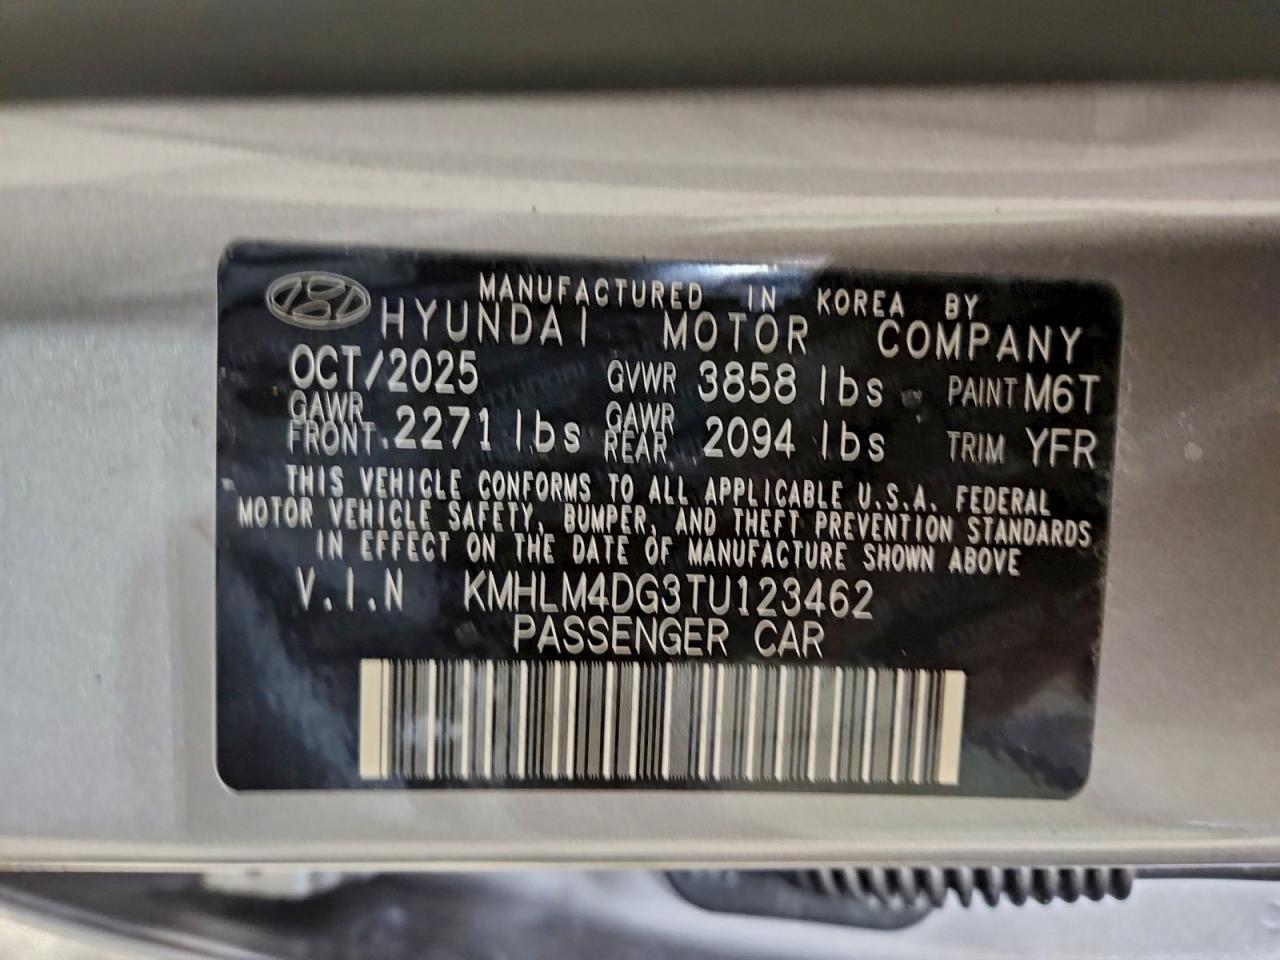 MANUFACTURED IN KOREA BY
HYUNDAI MOTOR COMPANY
OCT/2025 GVWR 3858 lbs PAINT M6T
GAWR FRONT 2271 lbs GAWR REAR 2094 lbs TRIM YFR
THIS VEHICLE CONFORMS TO ALL APPLICABLE U.S.A. FEDERAL
MOTOR VEHICLE SAFETY, BUMPER, AND THEFT PREVENTION STANDARDS
IN EFFECT ON THE DATE OF MANUFACTURE SHOWN ABOVE
V.I.N KMHLM4DG3TU123462
PASSENGER CAR